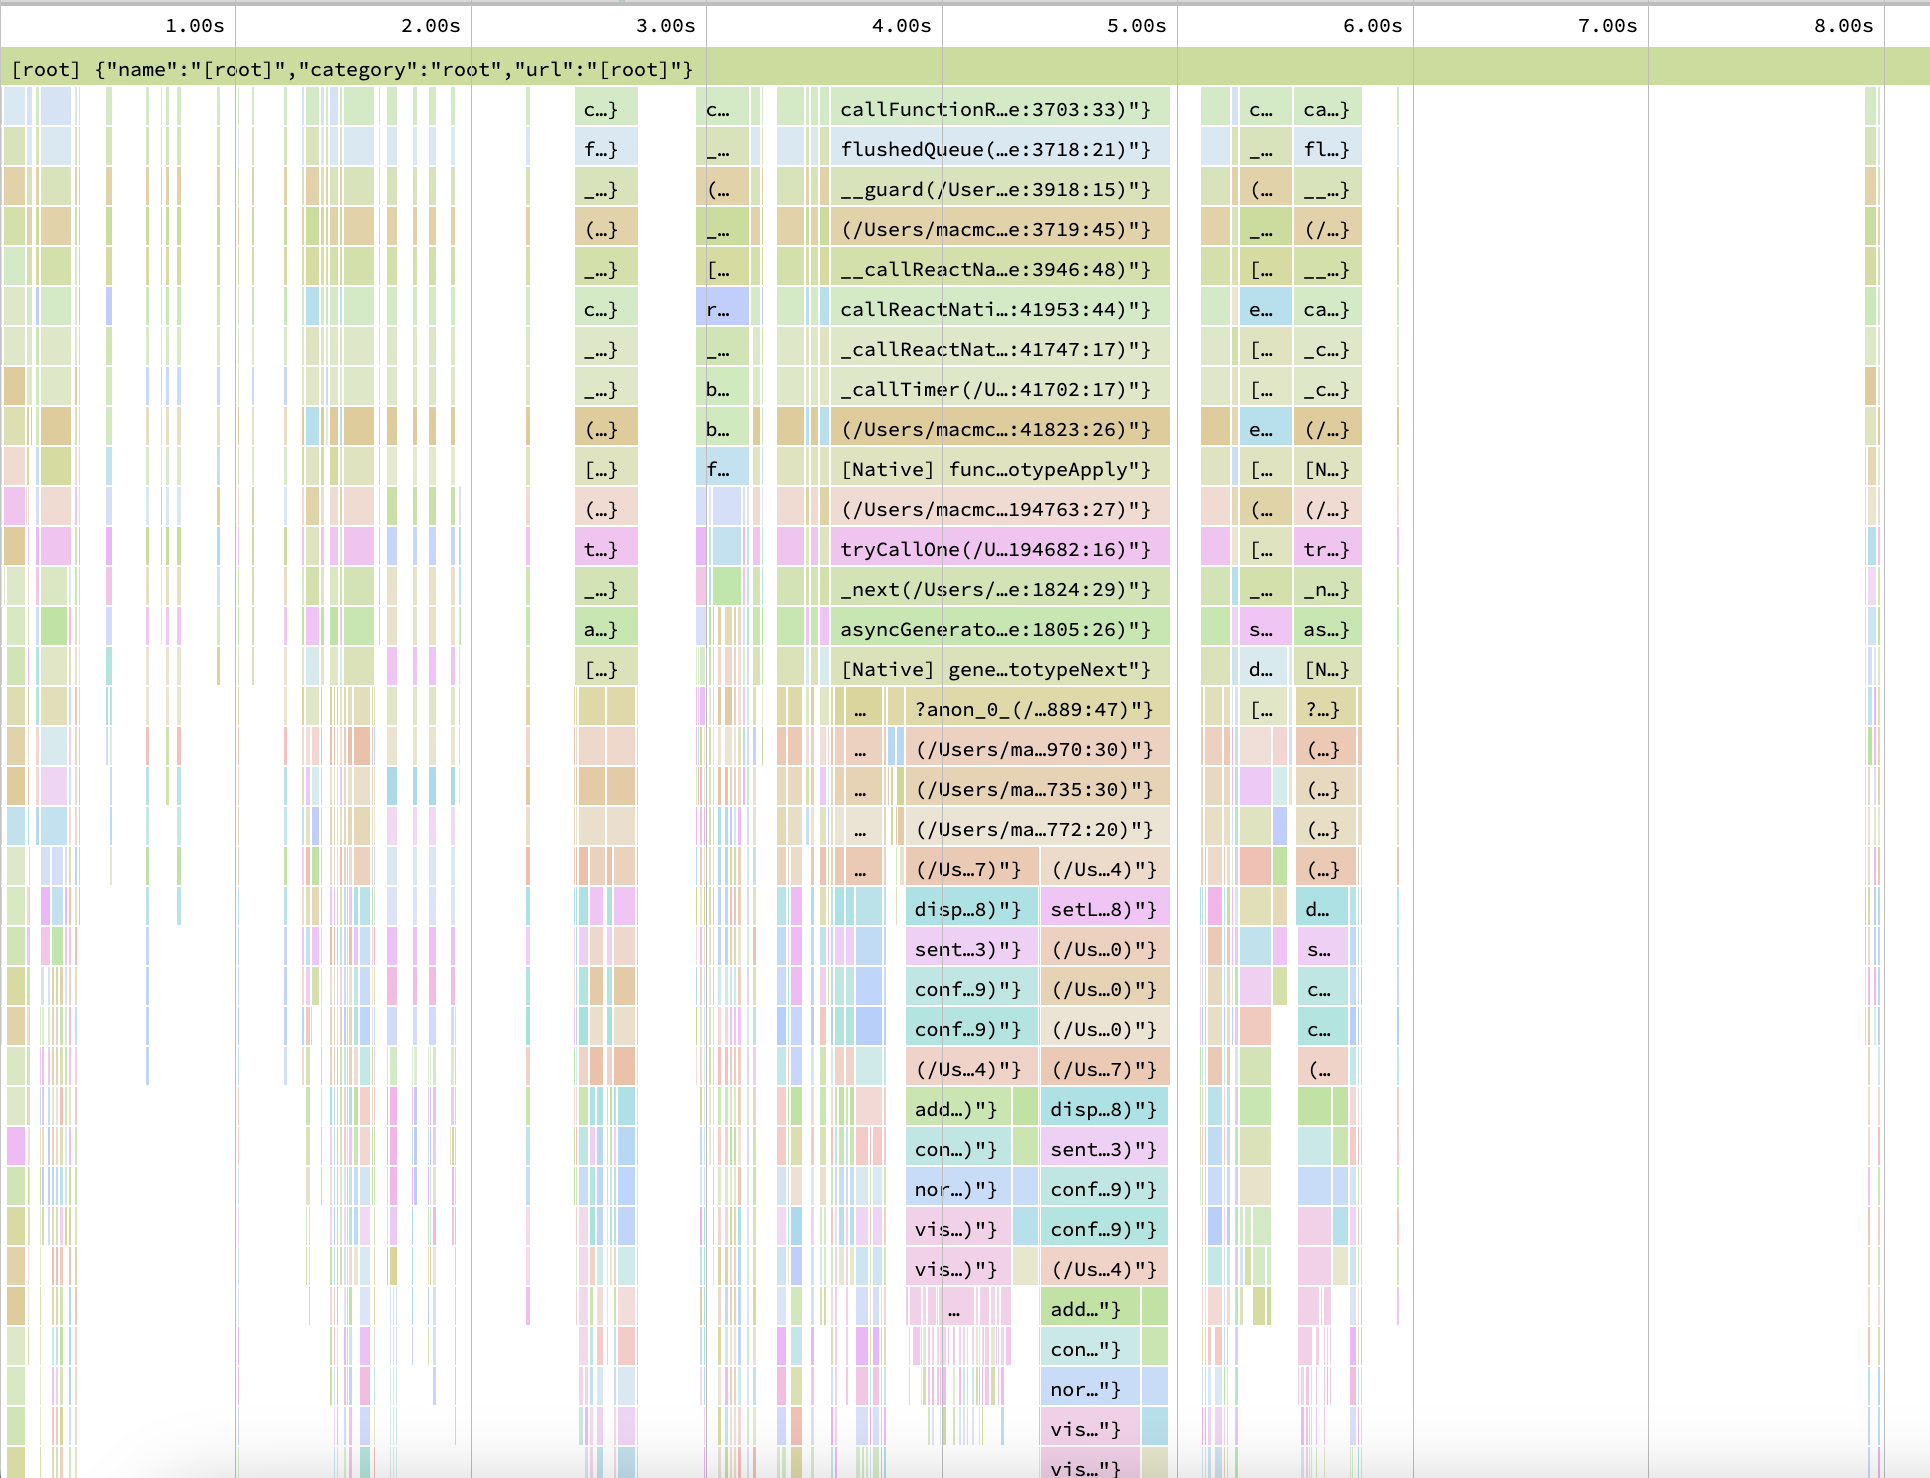 1.00s 2.00s 3.00s 4.00s 5.00s 6.00s 7.00s 8.00s
[root] {"name":"[root]","category":"root","url":"[root]"}
c…} c… callFunctionR…e:3703:33)"} c… ca…}
f…} _… flushedQueue(…e:3718:21)"} _… fl…}
_…} (… __guard(/User…e:3918:15)"} (… __…}
(…} _… (/Users/macmc…e:3719:45)"} _… (/…}
_…} [… __callReactNa…e:3946:48)"} [… __…}
c…} r… callReactNati…:41953:44)"} e… ca…}
_…} _… _callReactNat…:41747:17)"} [… _c…}
_…} b… _callTimer(/U…:41702:17)"} [… _c…}
(…} b… (/Users/macmc…:41823:26)"} e… (/…}
[…} f… [Native] func…otypeApply"} [… [N…}
(…} (/Users/macmc…194763:27)"} (… (/…}
t…} tryCallOne(/U…194682:16)"} [… tr…}
_…} _next(/Users/…e:1824:29)"} _… _n…}
a…} asyncGenerato…e:1805:26)"} s… as…}
[…} [Native] gene…totypeNext"} d… [N…}
… ?anon_0_(/…889:47)"} [… ?…}
… (/Users/ma…970:30)"} (…}
… (/Users/ma…735:30)"} (…}
… (/Users/ma…772:20)"} (…}
… (/Us…7)"} (/Us…4)"} (…}
disp…8)"} setL…8)"} d…
sent…3)"} (/Us…0)"} s…
conf…9)"} (/Us…0)"} c…
conf…9)"} (/Us…0)"} c…
(/Us…4)"} (/Us…7)"} (…
add…)"} disp…8)"}
con…)"} sent…3)"}
nor…)"} conf…9)"}
vis…)"} conf…9)"}
vis…)"} (/Us…4)"}
… add…"}
con…"}
nor…"}
vis…"}
vis…"}